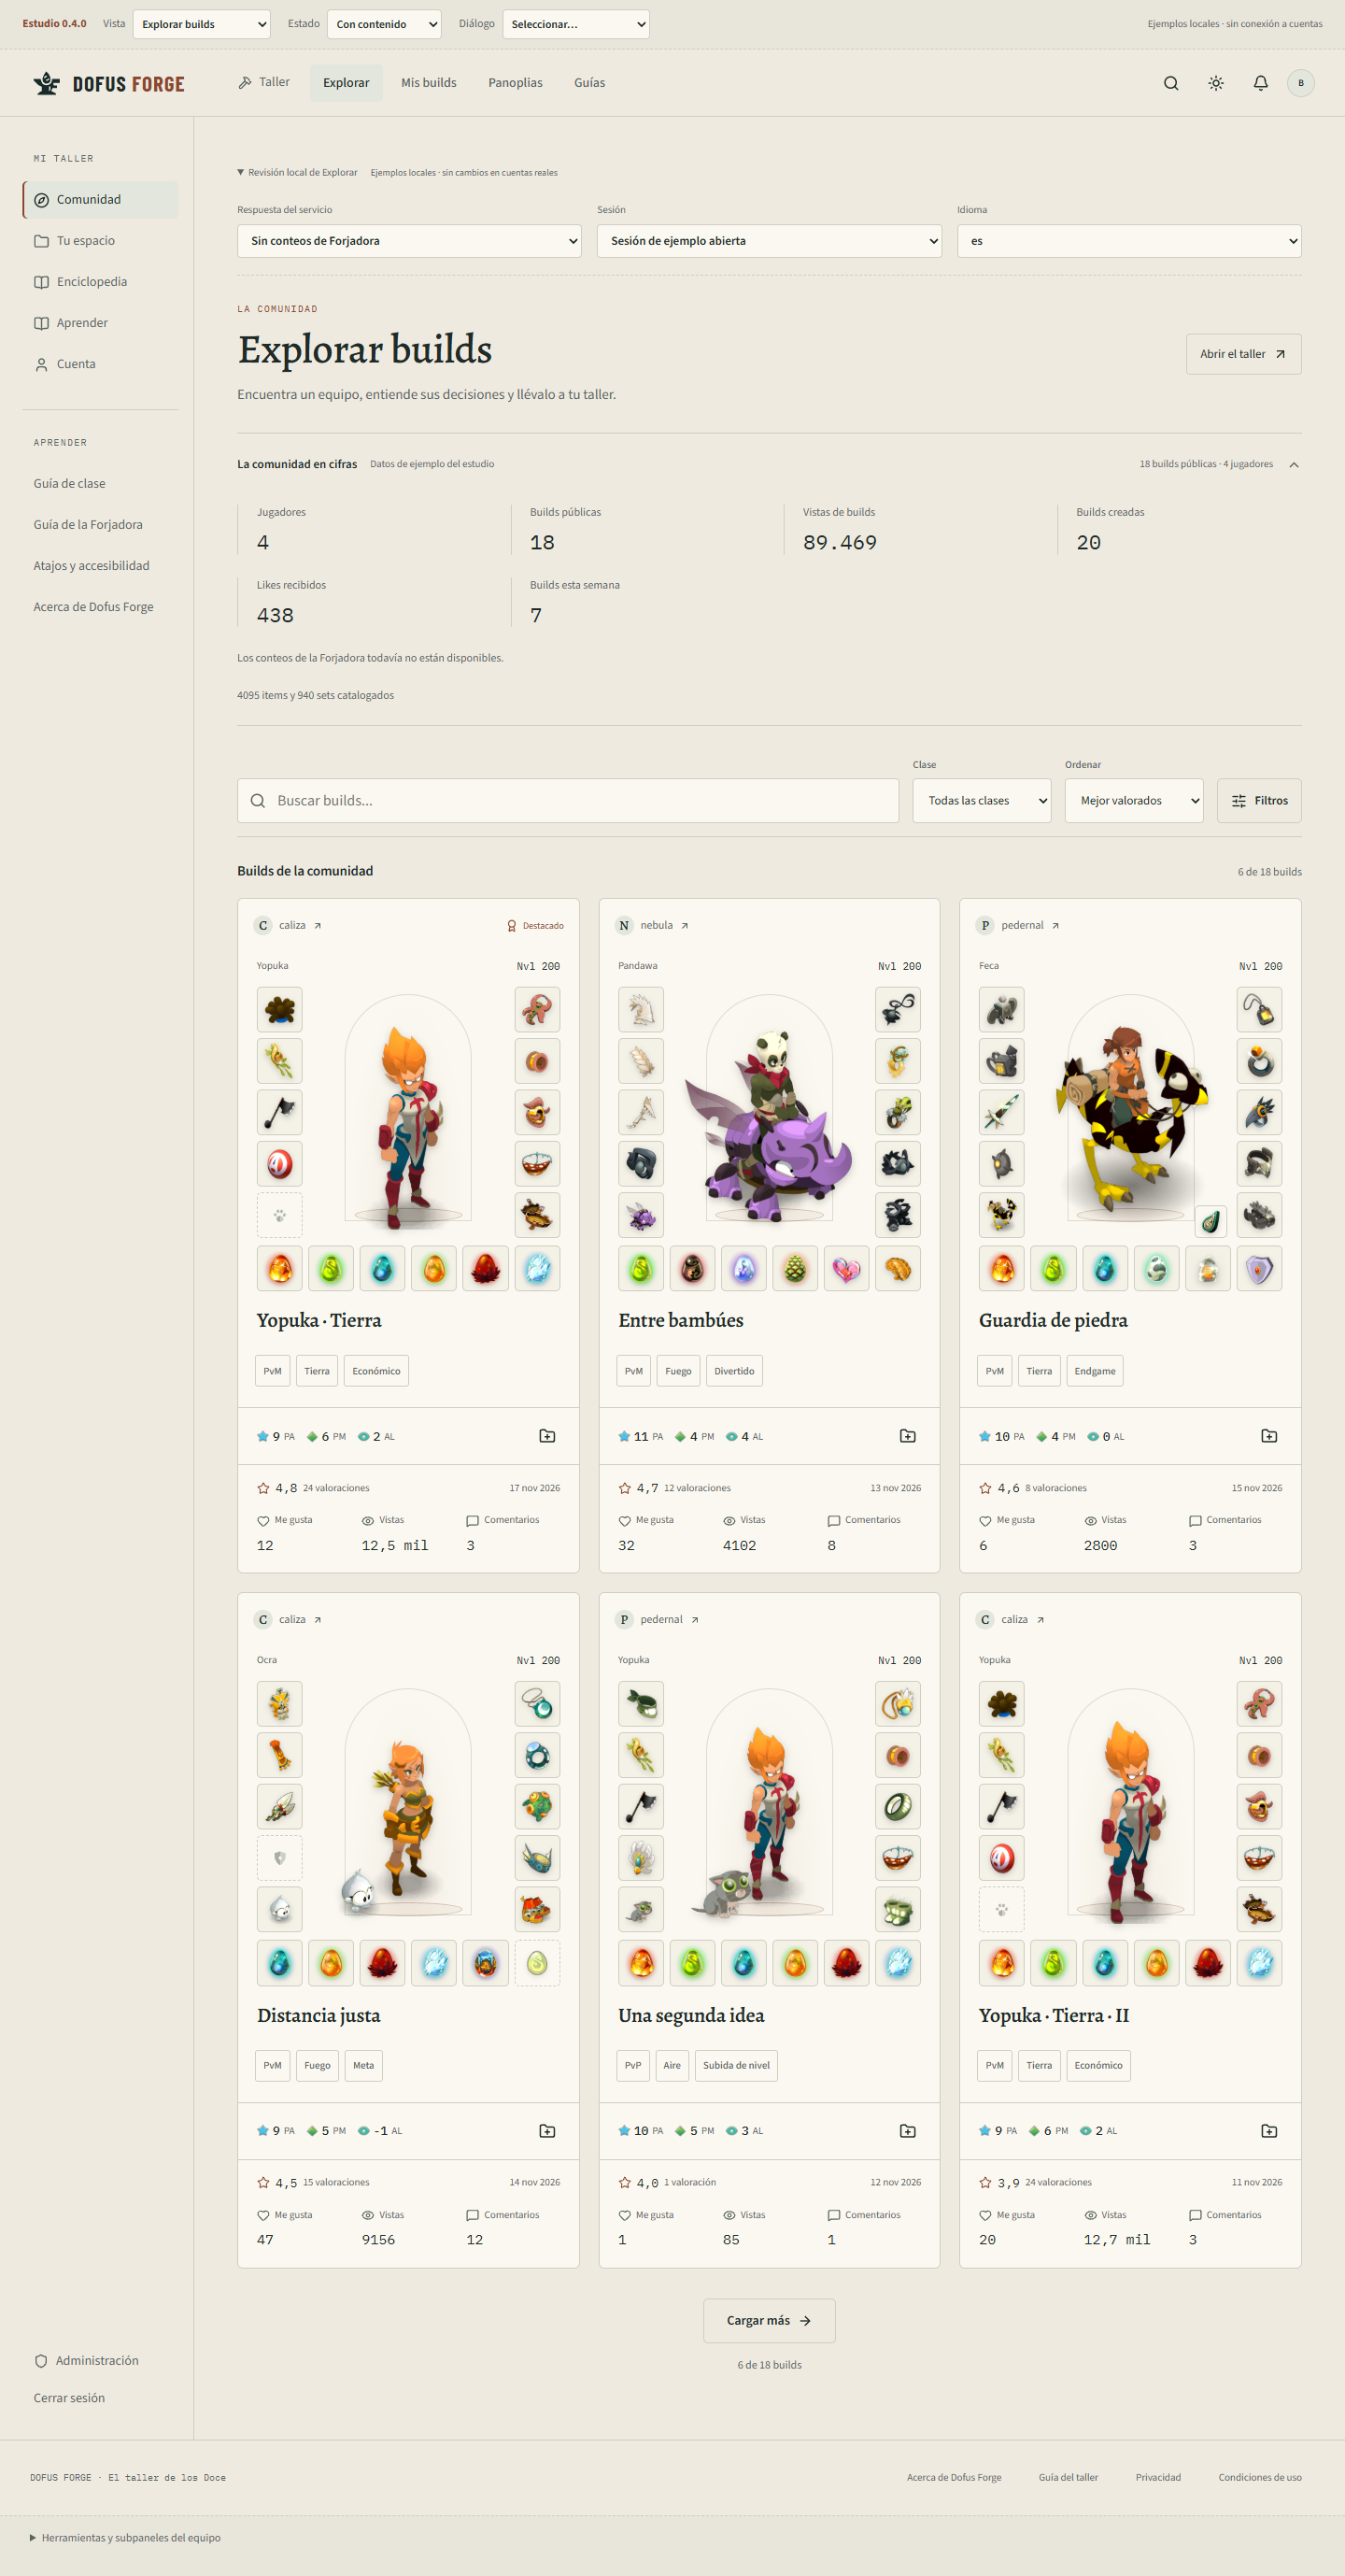 Estudio 0.4.0 Vista Explorar builds Estado Con contenido Diálogo Seleccionar... Ejemplos locales · sin conexión a cuentas
DOFUS FORGE Taller Explorar Mis builds Panoplias Guías B
MI TALLER
Comunidad
Tu espacio
Enciclopedia
Aprender
Cuenta
APRENDER
Guía de clase
Guía de la Forjadora
Atajos y accesibilidad
Acerca de Dofus Forge
Administración
Cerrar sesión
Revisión local de Explorar Ejemplos locales · sin cambios en cuentas reales
Respuesta del servicio Sesión Idioma
Sin conteos de Forjadora Sesión de ejemplo abierta es
LA COMUNIDAD
Explorar builds
Abrir el taller
Encuentra un equipo, entiende sus decisiones y llévalo a tu taller.
La comunidad en cifras Datos de ejemplo del estudio 18 builds públicas · 4 jugadores
Jugadores Builds públicas Vistas de builds Builds creadas
4 18 89.469 20
Likes recibidos Builds esta semana
438 7
Los conteos de la Forjadora todavía no están disponibles.
4095 items y 940 sets catalogados
Clase Ordenar
Buscar builds... Todas las clases Mejor valorados Filtros
Builds de la comunidad 6 de 18 builds
C caliza Destacado
Yopuka Nvl 200
Yopuka · Tierra
PvM Tierra Económico
9 PA 6 PM 2 AL
4,8 24 valoraciones 17 nov 2026
Me gusta Vistas Comentarios
12 12,5 mil 3
N nebula
Pandawa Nvl 200
Entre bambúes
PvM Fuego Divertido
11 PA 4 PM 4 AL
4,7 12 valoraciones 13 nov 2026
Me gusta Vistas Comentarios
32 4102 8
P pedernal
Feca Nvl 200
Guardia de piedra
PvM Tierra Endgame
10 PA 4 PM 0 AL
4,6 8 valoraciones 15 nov 2026
Me gusta Vistas Comentarios
6 2800 3
C caliza
Ocra Nvl 200
Distancia justa
PvM Fuego Meta
9 PA 5 PM -1 AL
4,5 15 valoraciones 14 nov 2026
Me gusta Vistas Comentarios
47 9156 12
P pedernal
Yopuka Nvl 200
Una segunda idea
PvP Aire Subida de nivel
10 PA 5 PM 3 AL
4,0 1 valoración 12 nov 2026
Me gusta Vistas Comentarios
1 85 1
C caliza
Yopuka Nvl 200
Yopuka · Tierra · II
PvM Tierra Económico
9 PA 6 PM 2 AL
3,9 24 valoraciones 11 nov 2026
Me gusta Vistas Comentarios
20 12,7 mil 3
Cargar más
6 de 18 builds
DOFUS FORGE · El taller de los Doce Acerca de Dofus Forge Guía del taller Privacidad Condiciones de uso
Herramientas y subpaneles del equipo